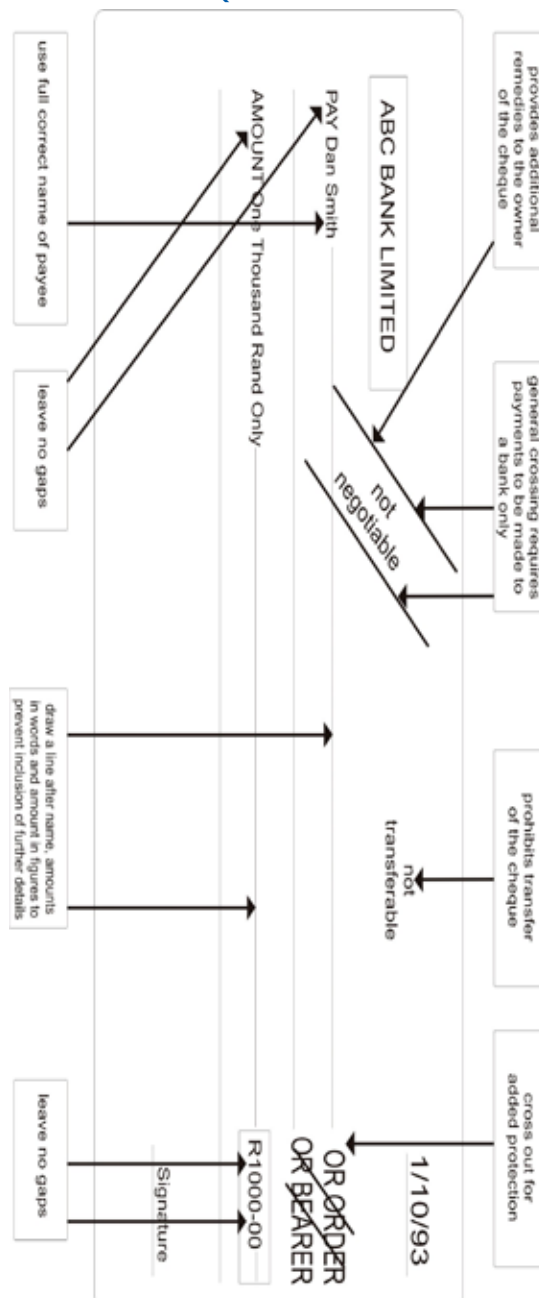 provides additional
remedies to the owner
of the cheque
general crossing requires
payments to be made to
a bank only
prohibits transfer
of the cheque
cross out for
added protection
ABC BANK LIMITED
not
negotiable
not
transferable
1/10/93
PAY Dan Smith
OR ORDER
OR BEARER
AMOUNT One Thousand Rand Only
R1000-00
Signature
use full correct name of payee
leave no gaps
draw a line after name, amounts
in words and amount in figures to
prevent inclusion of further details
leave no gaps